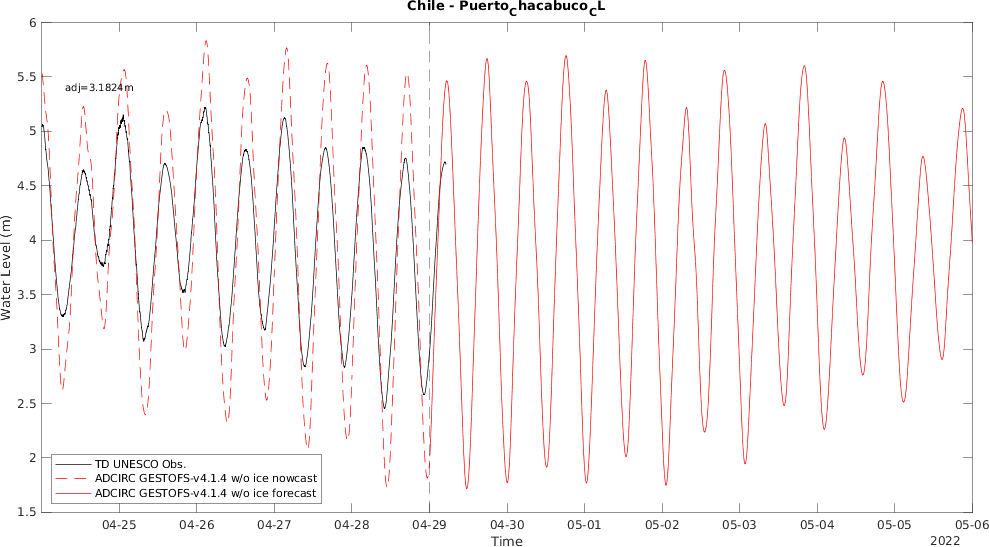 Chile - PuertoChacabucoCL
adj=3.1824m
Water Level (m)
6
5.5
5
4.5
4
3.5
3
2.5
2
1.5
TD UNESCO Obs.
ADCIRC GESTOFS-v4.1.4 w/o ice nowcast
ADCIRC GESTOFS-v4.1.4 w/o ice forecast
04-25 04-26 04-27 04-28 04-29 04-30 05-01 05-02 05-03 05-04 05-05 05-06
Time
2022